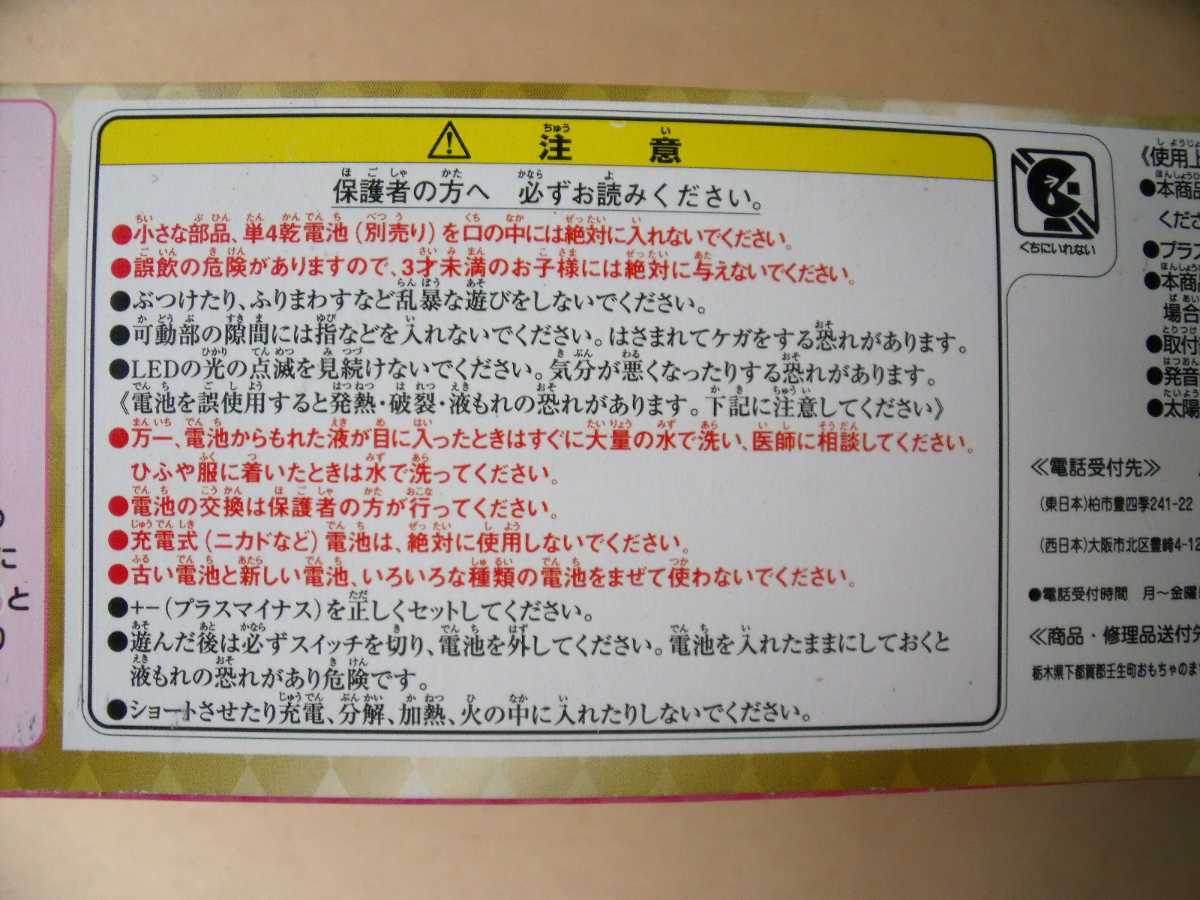 注意
保護者の方へ 必ずお読みください。
●小さな部品、単4乾電池(別売り)を口の中には絶対に入れないでください。
●誤飲の危険がありますので、3才未満のお子様には絶対に与えないでください。
●ぶつけたり、ふりまわすなど乱暴な遊びをしないでください。
●可動部の隙間には指などを入れないでください。はさまれてケガをする恐れがあります。
●LEDの光の点滅を見続けないでください。気分が悪くなったりする恐れがあります。
《電池を誤使用すると発熱・破裂・液もれの恐れがあります。下記に注意してください》
●万一、電池からもれた液が目に入ったときはすぐに大量の水で洗い、医師に相談してください。
ひふや服に着いたときは水で洗ってください。
●電池の交換は保護者の方が行ってください。
●充電式(ニカドなど)電池は、絶対に使用しないでください。
●古い電池と新しい電池、いろいろな種類の電池をまぜて使わないでください。
●+-(プラスマイナス)を正しくセットしてください。
●遊んだ後は必ずスイッチを切り、電池を外してください。電池を入れたままにしておくと
液もれの恐れがあり危険です。
●ショートさせたり充電、分解、加熱、火の中に入れたりしないでください。
くちにいれない
《使用上
●本商品
くださ
●プラス
●本商品
場合
●取付
●発音
●太陽
≪電話受付先≫
(東日本)柏市豊四季241-22
(西日本)大阪市北区豊崎4-12
●電話受付時間 月～金曜
≪商品・修理品送付先
栃木県下都賀郡壬生町おもちゃのま
に
と